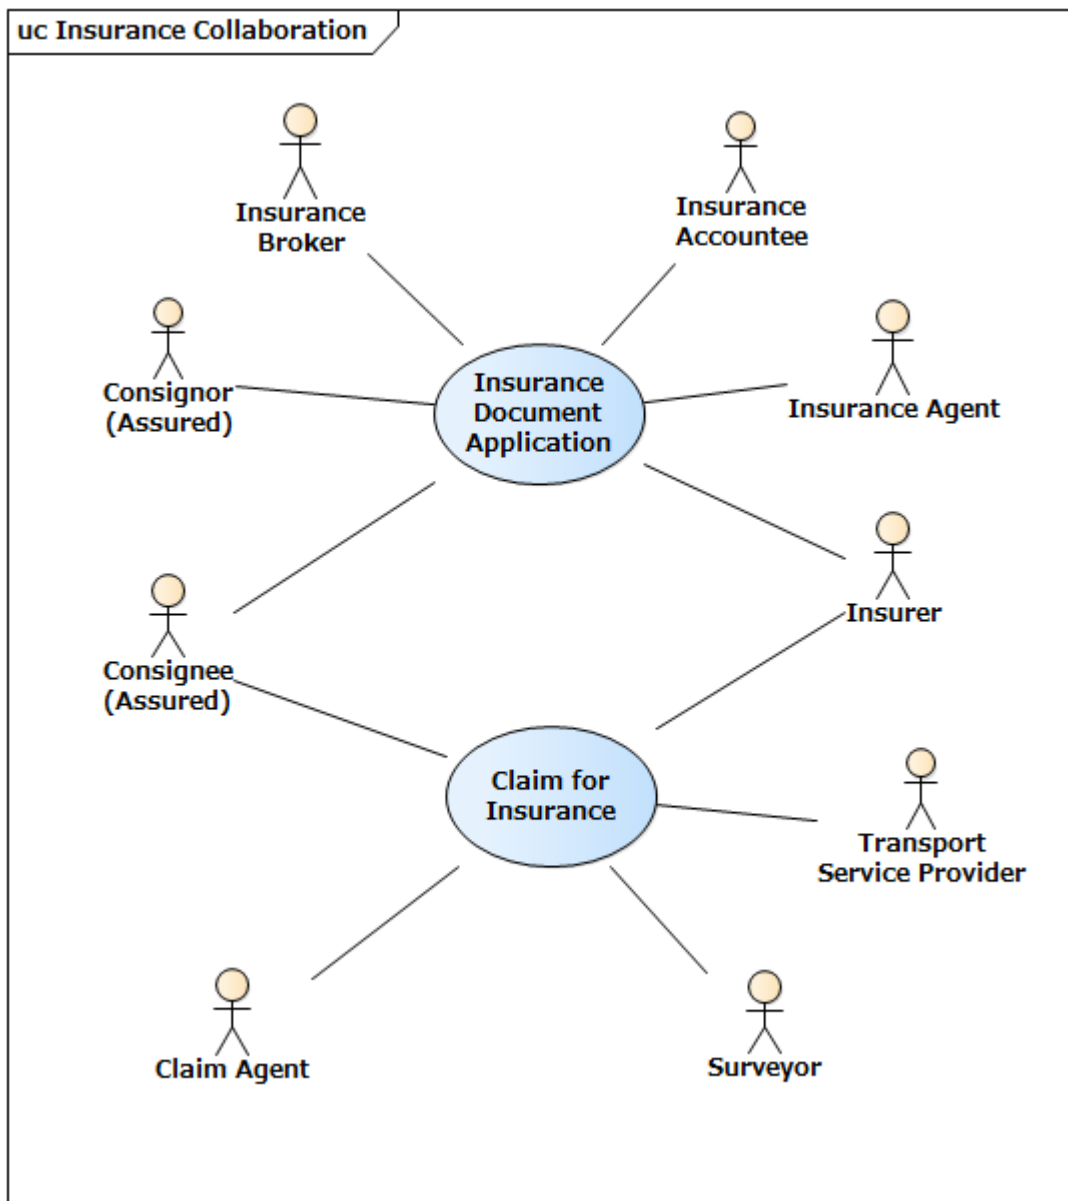 uc Insurance Collaboration
Insurance
Broker
Insurance
Accountee
Consignor
(Assured)
Insurance
Document
Application
Insurance Agent
Consignee
(Assured)
Insurer
Claim for
Insurance
Transport
Service Provider
Claim Agent
Surveyor